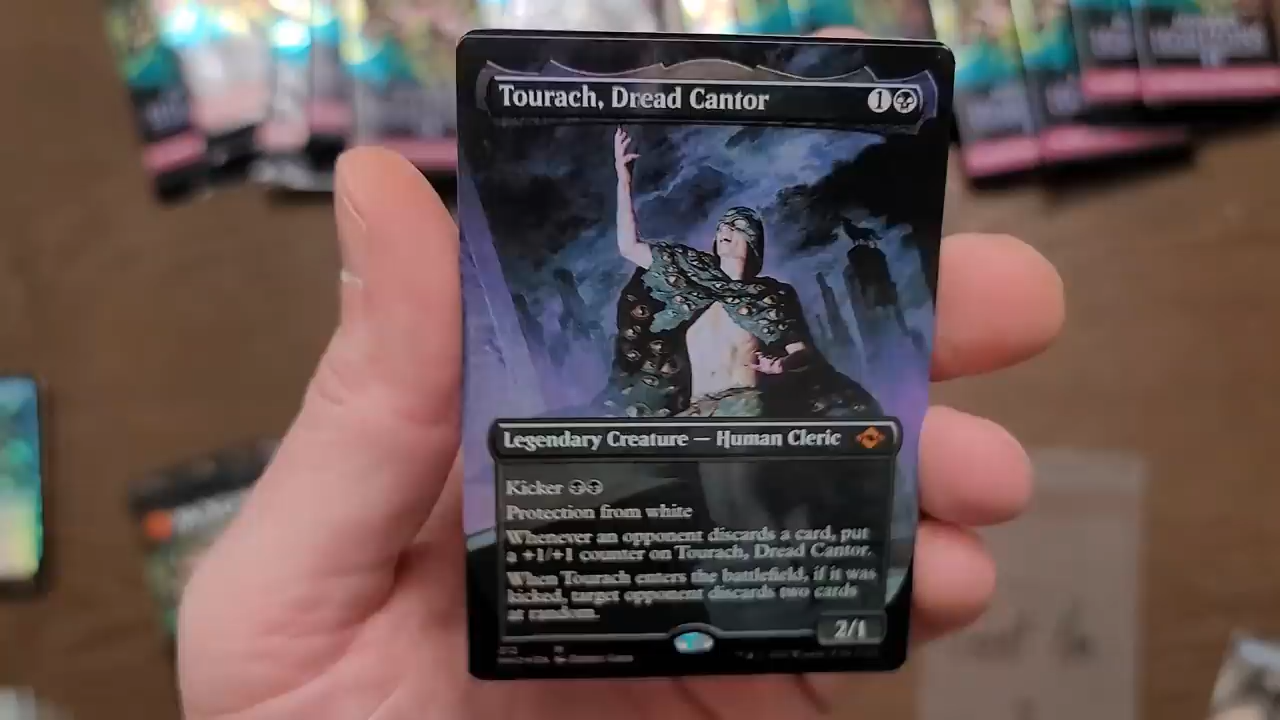 Tourach, Dread Cantor 1
Legendary Creature — Human Cleric
Kicker
Protection from white
Whenever an opponent discards a card, put
a +1/+1 counter on Tourach, Dread Cantor.
When Tourach enters the battlefield, if it was
kicked, target opponent discards two cards
at random.
2/1